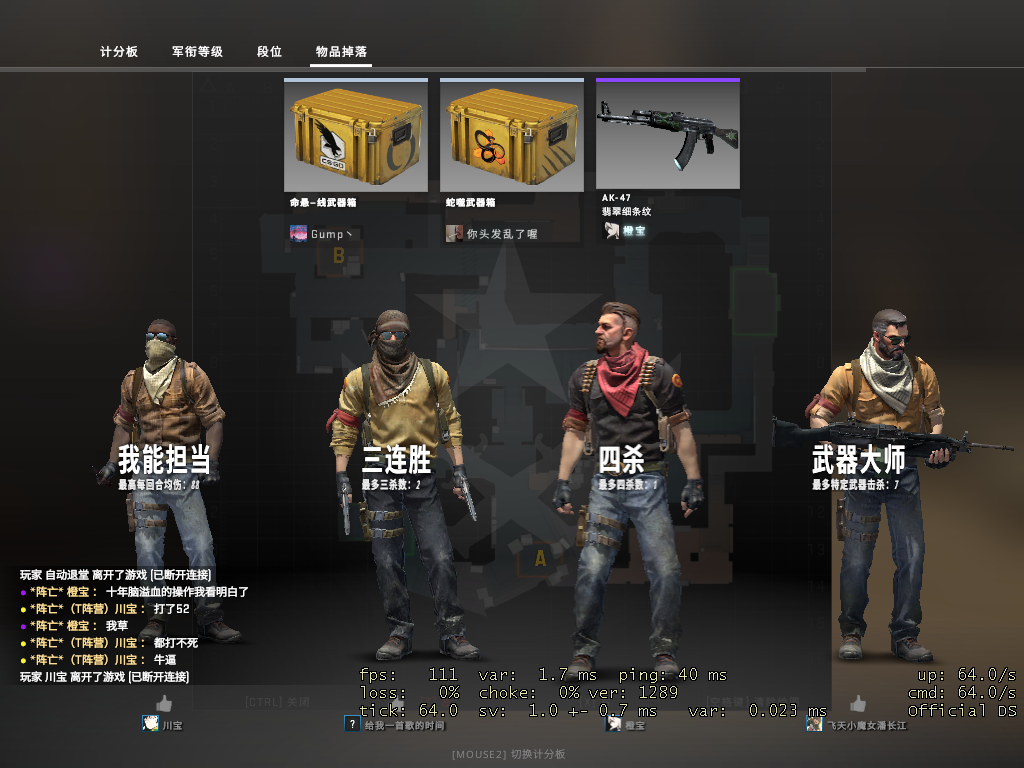 计分板 军衔等级 段位 物品掉落
CS GO
命悬一线武器箱 蛇噬武器箱 AK-47
翡翠细条纹
Gump丶 你头发乱了喔 橙宝
B
我能担当 三连胜 四杀 武器大师
最高每回合均伤：88 最多三杀数：2 最多四杀数：1 最多特定武器击杀：7
A
玩家 自动退堂 离开了游戏 [已断开连接]
*阵亡* 橙宝： 十年脑溢血的操作我看明白了
*阵亡*（T阵营）川宝： 打了52
*阵亡* 橙宝： 我草
*阵亡*（T阵营）川宝： 都打不死
*阵亡*（T阵营）川宝： 牛逼
玩家 川宝 离开了游戏 [已断开连接]
fps: 111 var: 1.7 ms ping: 40 ms up: 64.0/s
loss: 0% choke: 0% ver: 1289 cmd: 64.0/s
tick: 64.0 sv: 1.0 +- 0.7 ms var: 0.023 ms Official DS
[CTRL] 关闭
川宝 ? 给我一首歌的时间 橙宝 飞天小魔女潘长江
[MOUSE2] 切换计分板